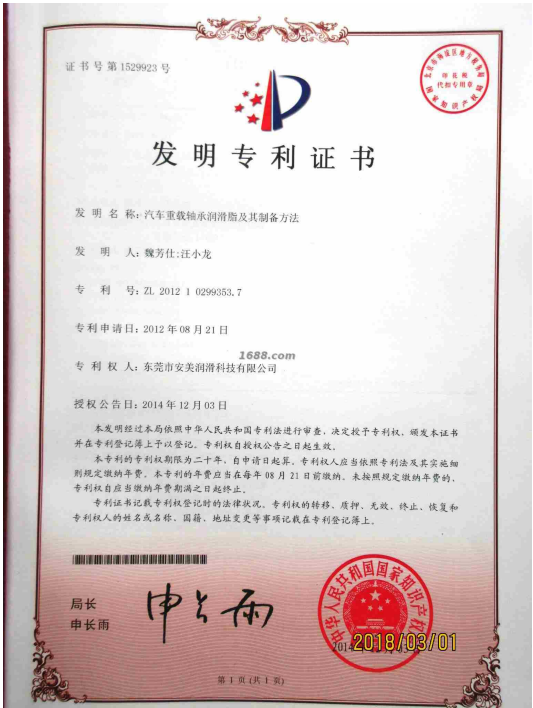 证书号第1529923号
印花税
代扣专用章
国家知识产权局
发明专利证书
发明名称：汽车重载轴承润滑脂及其制备方法
发明人：魏芳仕;汪小龙
专利号：ZL 2012 1 0299353.7
专利申请日：2012年08月21日
1688.com
专利权人：东莞市安美润滑科技有限公司
授权公告日：2014年12月03日
本发明经过本局依照中华人民共和国专利法进行审查，决定授予专利权，颁发本证书
并在专利登记簿上予以登记。专利权自授权公告之日起生效。
本专利的专利权期限为二十年，自申请日起算。专利权人应当依照专利法及其实施细
则规定缴纳年费。本专利的年费应当在每年08月21日前缴纳。未按照规定缴纳年费的，
专利权自应当缴纳年费期满之日起终止。
专利证书记载专利权登记时的法律状况。专利权的转移、质押、无效、终止、恢复和
专利权人的姓名或名称、国籍、地址变更等事项记载在专利登记簿上。
局长
申长雨
申长雨
中华人民共和国国家知识产权局
2018/03/01
第1页(共1页)